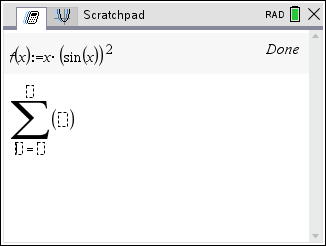 Scratchpad RAD
f(x):=x·(sin(x))² Done
∑(□)
□=□